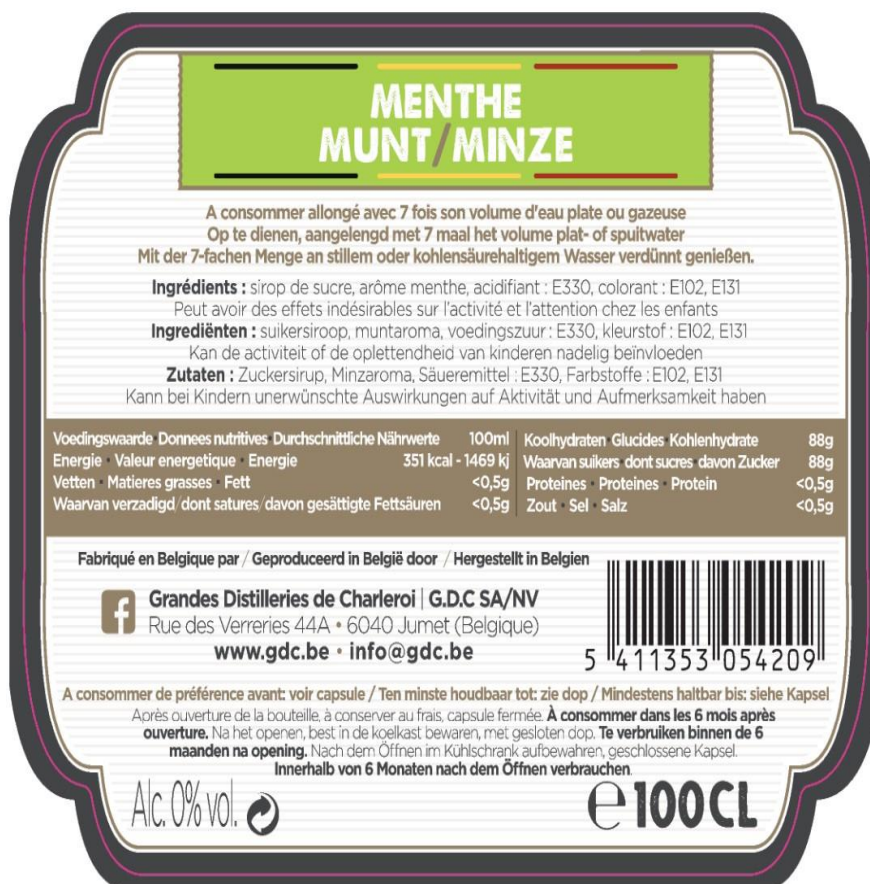 MENTHE
MUNT/MINZE
A consommer allongé avec 7 fois son volume d'eau plate ou gazeuse
Op te dienen, aangelengd met 7 maal het volume plat- of spuitwater
Mit der 7-fachen Menge an stillem oder kohlensäurehaltigem Wasser verdünnt genießen.
Ingrédients : sirop de sucre, arôme menthe, acidifiant : E330, colorant : E102, E131
Peut avoir des effets indésirables sur l'activité et l'attention chez les enfants
Ingrediënten : suikersiroop, muntaroma, voedingszuur : E330, kleurstof : E102, E131
Kan de activiteit of de oplettendheid van kinderen nadelig beïnvloeden
Zutaten : Zuckersirup, Minzaroma, Säueremittel : E330, Farbstoffe : E102, E131
Kann bei Kindern unerwünschte Auswirkungen auf Aktivität und Aufmerksamkeit haben
Voedingswaarde • Donnees nutritives • Durchschnittliche Nährwerte 100ml
Energie • Valeur energetique • Energie 351 kcal - 1469 kj
Vetten • Matieres grasses • Fett <0,5g
Waarvan verzadigd/dont satures/davon gesättigte Fettsäuren <0,5g
Koolhydraten • Glucides • Kohlenhydrate 88g
Waarvan suikers • dont sucres • davon Zucker 88g
Proteines • Proteines • Protein <0,5g
Zout • Sel • Salz <0,5g
Fabriqué en Belgique par / Geproduceerd in België door / Hergestellt in Belgien
Grandes Distilleries de Charleroi | G.D.C SA/NV
Rue des Verreries 44A • 6040 Jumet (Belgique)
www.gdc.be • info@gdc.be
5 411353 054209
A consommer de préférence avant: voir capsule / Ten minste houdbaar tot: zie dop / Mindestens haltbar bis: siehe Kapsel
Après ouverture de la bouteille, à conserver au frais, capsule fermée. À consommer dans les 6 mois après
ouverture. Na het openen, best in de koelkast bewaren, met gesloten dop. Te verbruiken binnen de 6
maanden na opening. Nach dem Öffnen im Kühlschrank aufbewahren, geschlossene Kapsel.
Innerhalb von 6 Monaten nach dem Öffnen verbrauchen.
Alc. 0% vol.
℮ 100CL